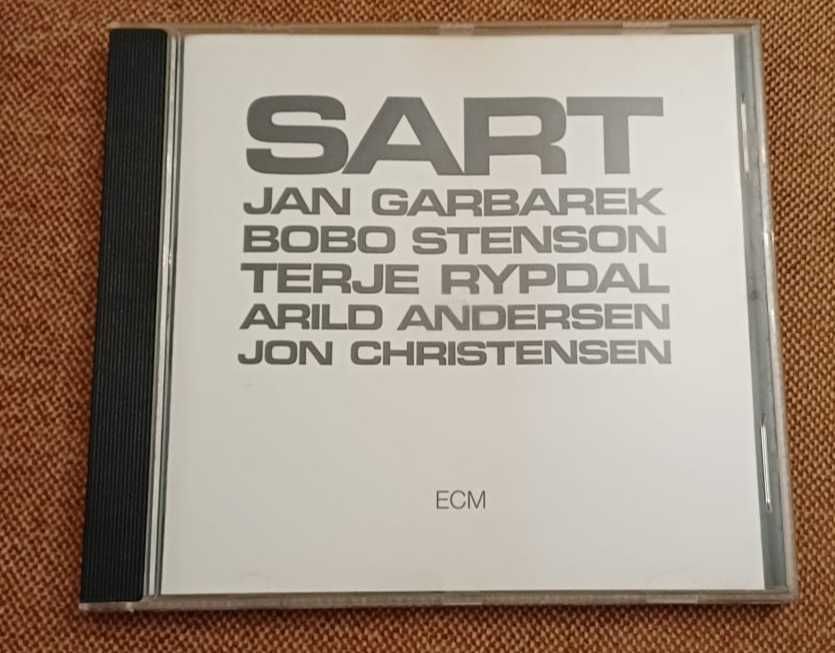 SART
JAN GARBAREK
BOBO STENSON
TERJE RYPDAL
ARILD ANDERSEN
JON CHRISTENSEN
ECM